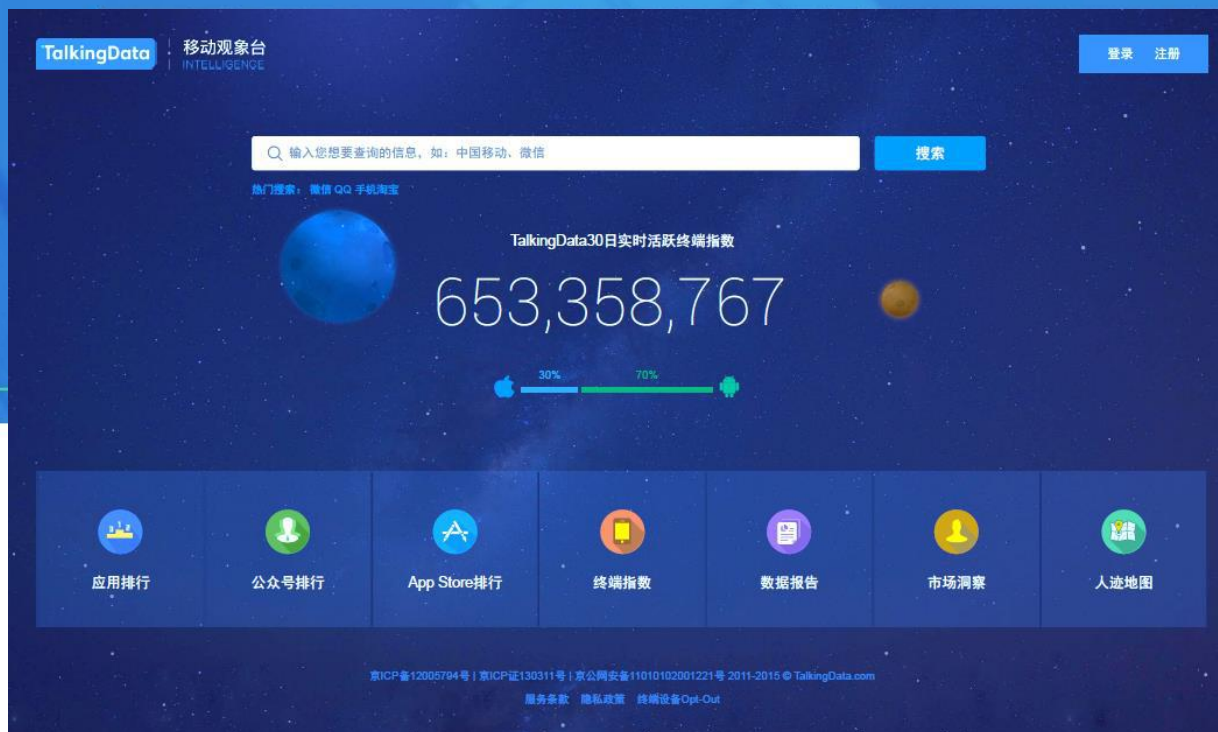 TalkingData 移动观象台
INTELLIGENCE
登录 注册
输入您想要查询的信息，如：中国移动、微信
搜索
热门搜索： 微信 QQ 手机淘宝
TalkingData30日实时活跃终端指数
653,358,767
30% 70%
应用排行 公众号排行 App Store排行 终端指数 数据报告 市场洞察 人迹地图
京ICP备12005794号 | 京ICP证130311号 | 京公网安备11010102001221号 2011-2015 © TalkingData.com
服务条款 隐私政策 终端设备Opt-Out